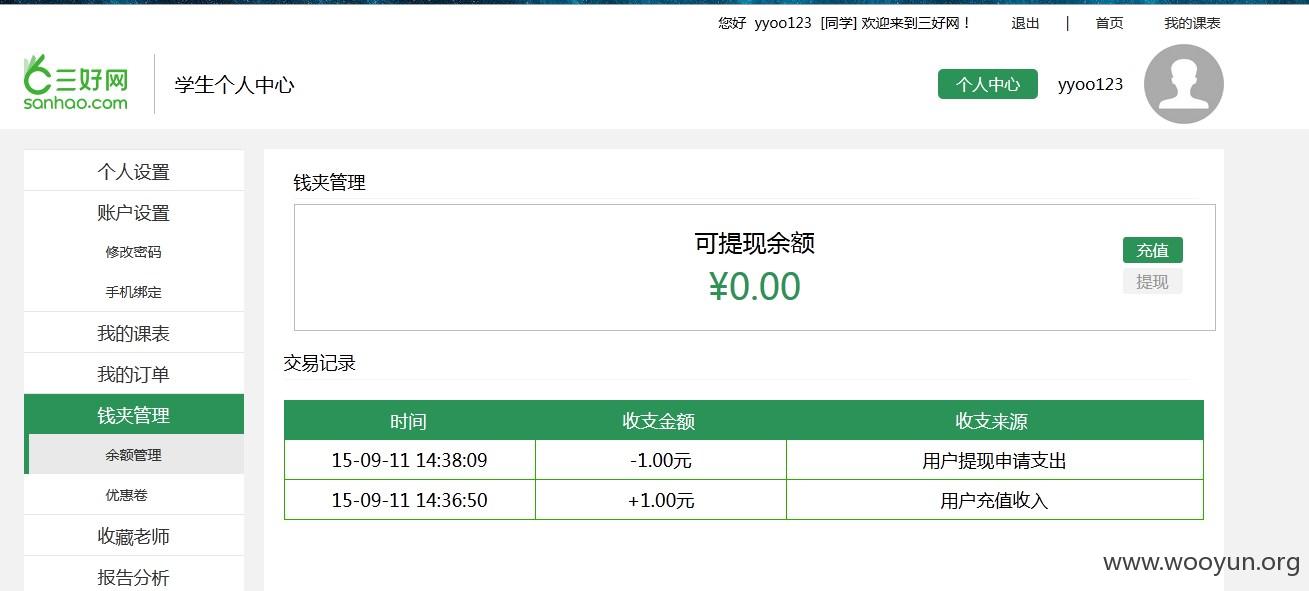 您好 yyoo123 [同学] 欢迎来到三好网！ 退出 | 首页 我的课表
三好网
sanhao.com
学生个人中心
个人中心 yyoo123
个人设置
账户设置
修改密码
手机绑定
我的课表
我的订单
钱夹管理
余额管理
优惠卷
收藏老师
报告分析
钱夹管理
可提现余额
¥0.00
充值
提现
交易记录
时间 收支金额 收支来源
15-09-11 14:38:09 -1.00元 用户提现申请支出
15-09-11 14:36:50 +1.00元 用户充值收入
www.wooyun.org